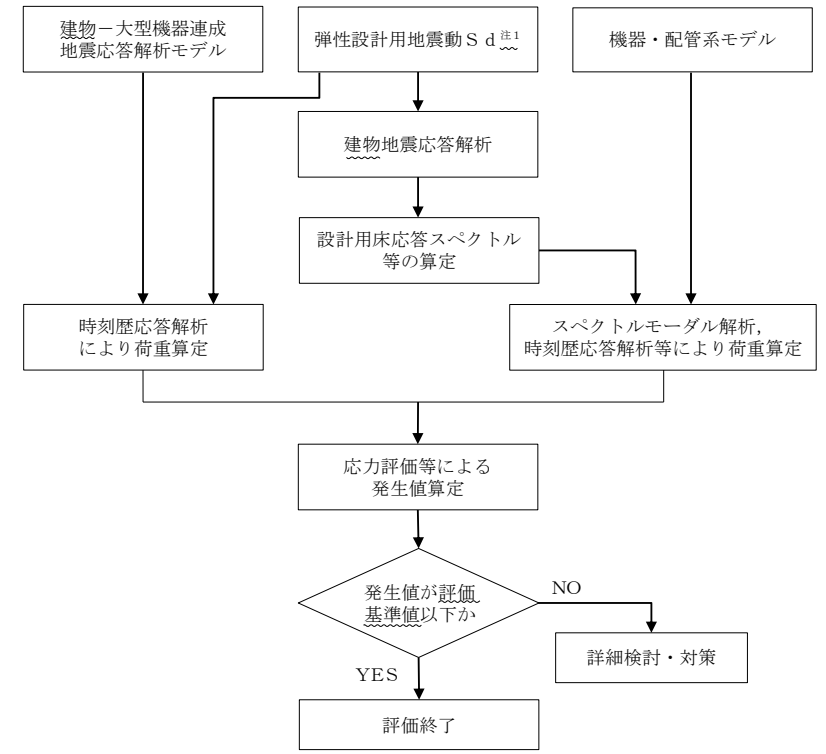 建物－大型機器連成
地震応答解析モデル
弾性設計用地震動Ｓｄ注1
機器・配管系モデル
建物地震応答解析
設計用床応答スペクトル
等の算定
時刻歴応答解析
により荷重算定
スペクトルモーダル解析,
時刻歴応答解析等により荷重算定
応力評価等による
発生値算定
発生値が評価
基準値以下か
NO
詳細検討・対策
YES
評価終了